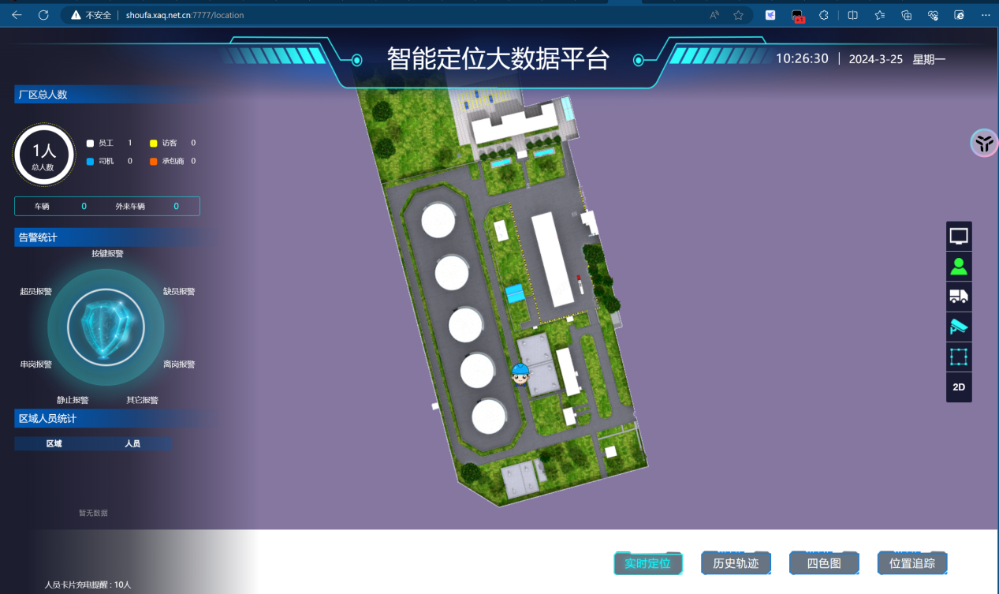 不安全 shoufa.xaq.net.cn:7777/location
+1
智能定位大数据平台
10:26:30 | 2024-3-25 星期一
厂区总人数
1人
总人数
员工 1 访客 0
司机 0 承包商 0
车辆 0 外来车辆 0
告警统计
按键报警
超员报警 缺员报警
串岗报警 离岗报警
静止报警 其它报警
区域人员统计
区域 人员
暂无数据
人员卡片充电提醒 : 10人
2D
实时定位 历史轨迹 四色图 位置追踪